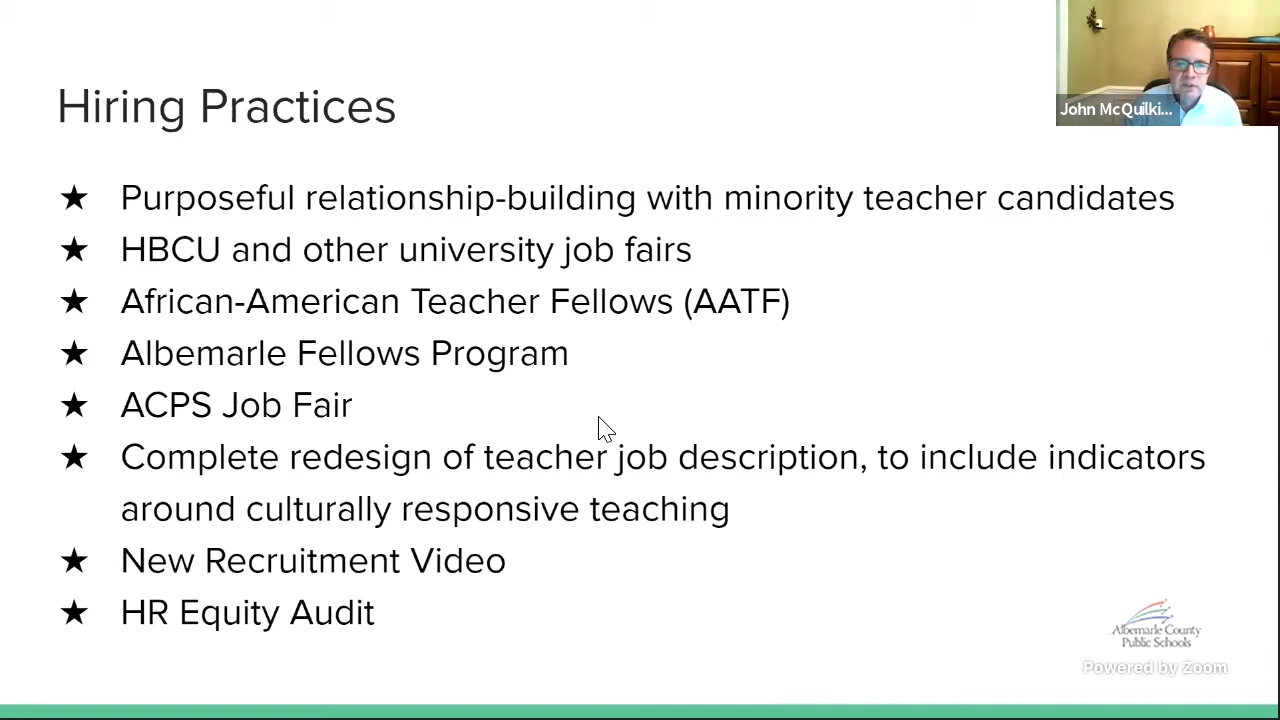 John McQuilki...
Hiring Practices
★ Purposeful relationship-building with minority teacher candidates
★ HBCU and other university job fairs
★ African-American Teacher Fellows (AATF)
★ Albemarle Fellows Program
★ ACPS Job Fair
★ Complete redesign of teacher job description, to include indicators
around culturally responsive teaching
★ New Recruitment Video
★ HR Equity Audit
Albemarle County
Public Schools
Powered by Zoom